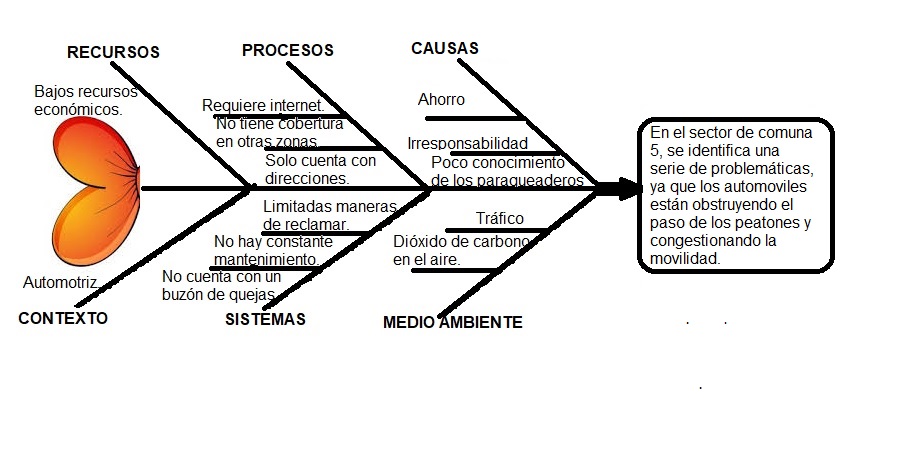 RECURSOS
PROCESOS
CAUSAS
Bajos recursos
económicos.
Requiere internet.
No tiene cobertura
en otras zonas.
Solo cuenta con
direcciones.
Ahorro
Irresponsabilidad
Poco conocimiento
de los paraqueaderos
En el sector de comuna
5, se identifica una
serie de problemáticas,
ya que los automoviles
están obstruyendo el
paso de los peatones y
congestionando la
movilidad.
Limitadas maneras
de reclamar.
No hay constante
mantenimiento.
No cuenta con un
buzón de quejas.
Tráfico
Dióxido de carbono
en el aire.
Automotriz.
CONTEXTO
SISTEMAS
MEDIO AMBIENTE